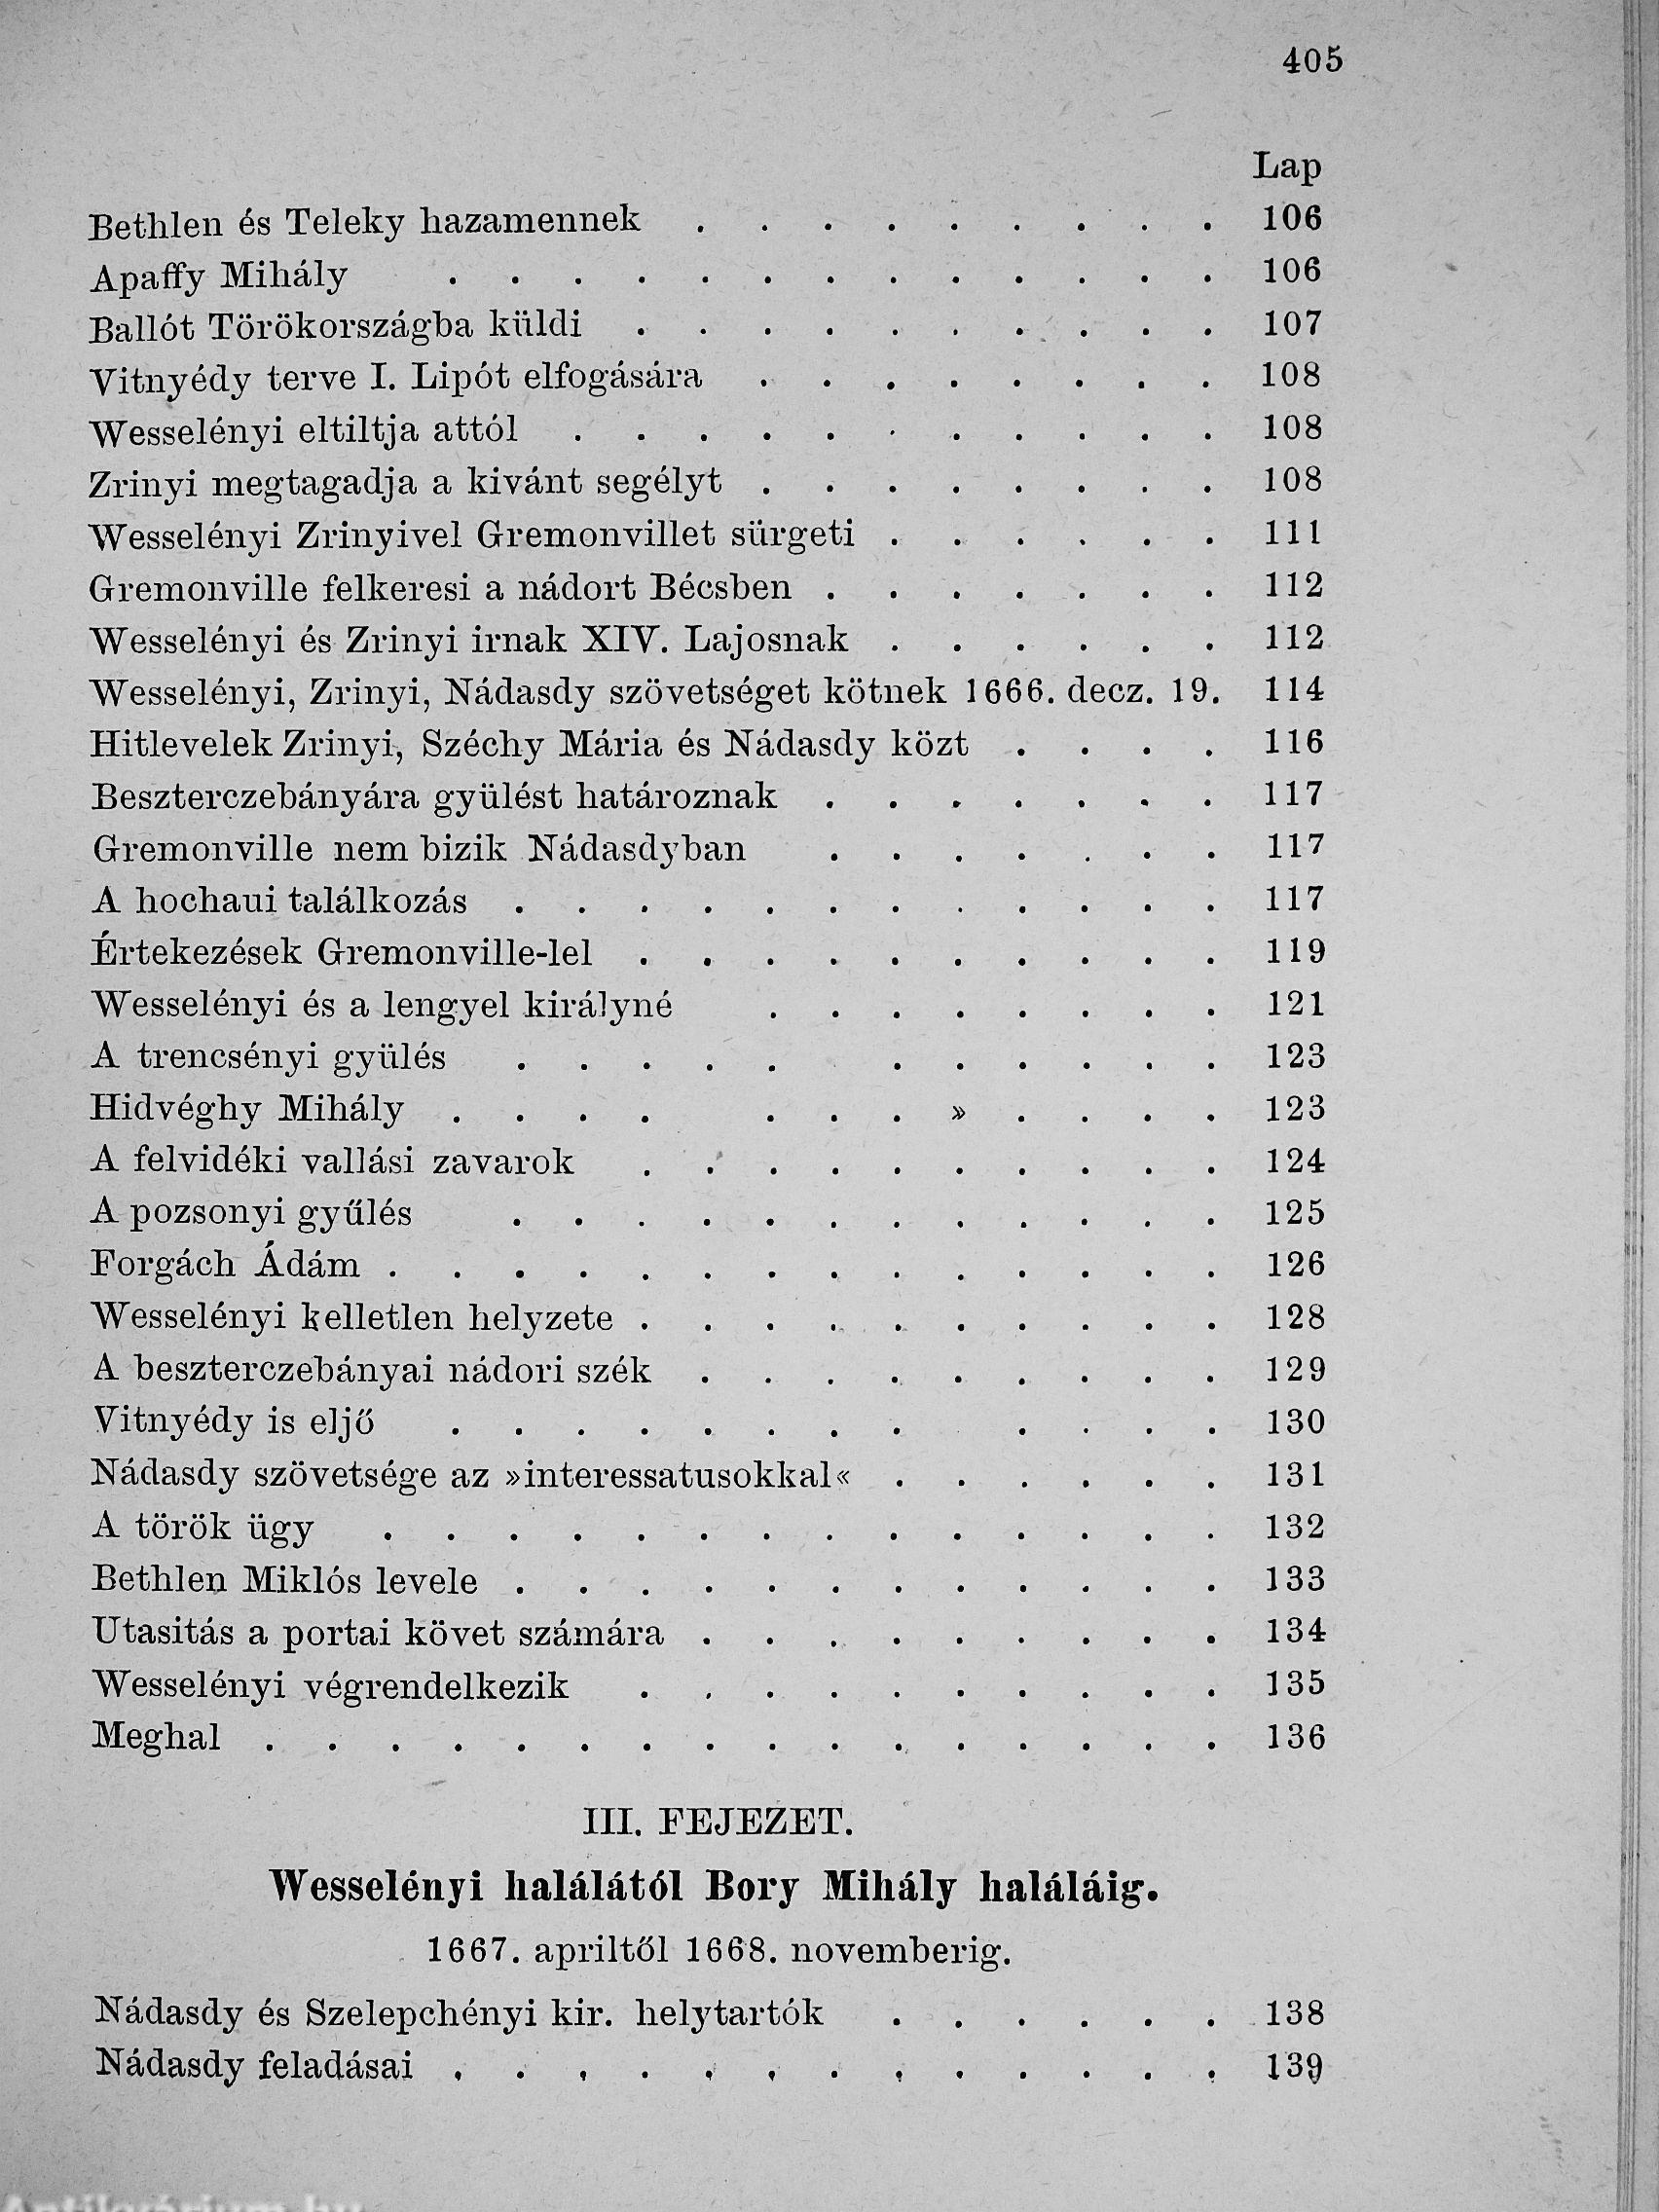 405
Lap
Bethlen és Teleky hazamennek . . . . . . . . . 106
Apaffy Mihály . . . . . . . . . . . . . 106
Ballót Törökországba küldi . . . . . . . . . . 107
Vitnyédy terve I. Lipót elfogására . . . . . . . . 108
Wesselényi eltiltja attól . . . . . . . . . . . 108
Zrinyi megtagadja a kivánt segélyt . . . . . . . . 108
Wesselényi Zrinyivel Gremonvillet sürgeti . . . . . . 111
Gremonville felkeresi a nádort Bécsben . . . . . . . 112
Wesselényi és Zrinyi irnak XIV. Lajosnak . . . . . . 112
Wesselényi, Zrinyi, Nádasdy szövetséget kötnek 1666. decz. 19. 114
Hitlevelek Zrinyi, Széchy Mária és Nádasdy közt . . . . 116
Beszterczebányára gyülést határoznak . . . . . . . 117
Gremonville nem bizik Nádasdyban . . . . . . . 117
A hochaui találkozás . . . . . . . . . . . . 117
Értekezések Gremonville-lel . . . . . . . . . . 119
Wesselényi és a lengyel királyné . . . . . . . . 121
A trencsényi gyülés . . . . . . . . . . . 123
Hidvéghy Mihály . . . . . . . » . . . . 123
A felvidéki vallási zavarok . . . . . . . . . . 124
A pozsonyi gyűlés . . . . . . . . . . . . 125
Forgách Ádám . . . . . . . . . . . . . . 126
Wesselényi kelletlen helyzete . . . . . . . . . . 128
A beszterczebányai nádori szék . . . . . . . . . 129
Vitnyédy is eljő . . . . . . . . . . . . 130
Nádasdy szövetsége az »interessatusokkal« . . . . . . 131
A török ügy . . . . . . . . . . . . . . 132
Bethlen Miklós levele . . . . . . . . . . . . 133
Utasitás a portai követ számára . . . . . . . . . 134
Wesselényi végrendelkezik . . . . . . . . . . 135
Meghal . . . . . . . . . . . . . . . . 136
III. FEJEZET.
Wesselényi halálától Bory Mihály haláláig.
1667. apriltől 1668. novemberig.
Nádasdy és Szelepchényi kir. helytartók . . . . . . 138
Nádasdy feladásai . . . . . . . . . . . . . 139